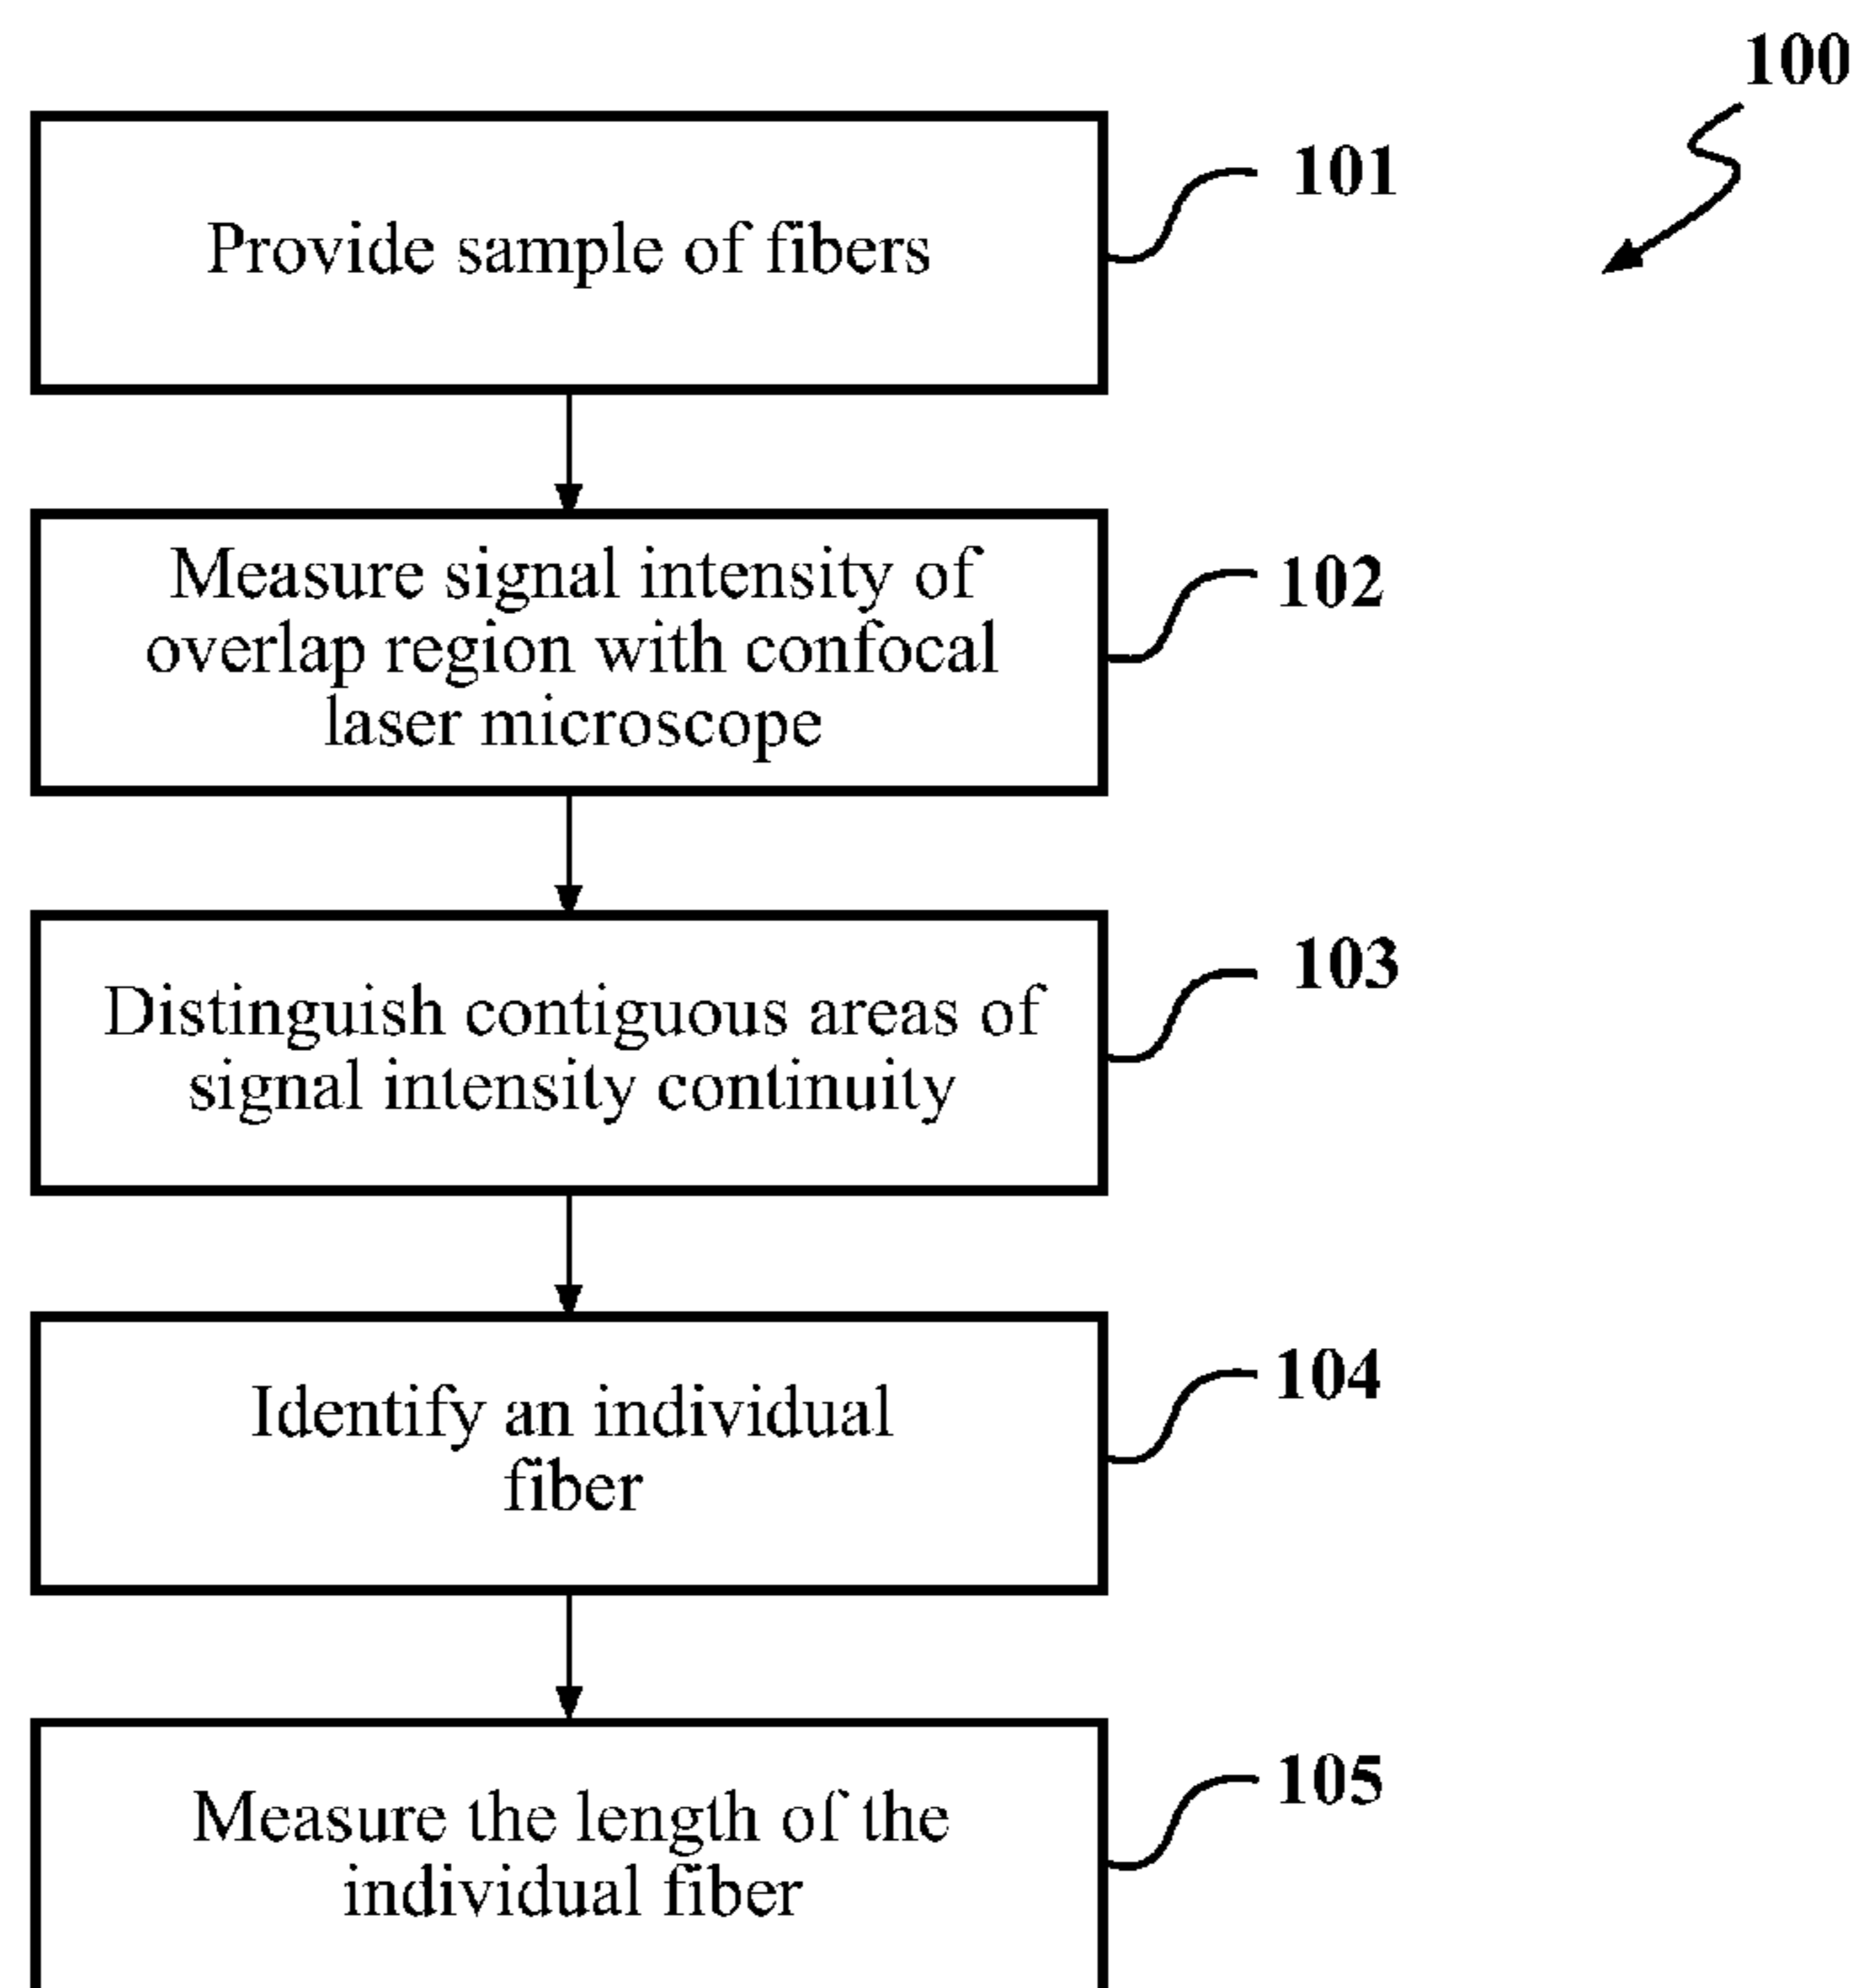 100
Provide sample of fibers
101
Measure signal intensity of
overlap region with confocal
laser microscope
102
Distinguish contiguous areas of
signal intensity continuity
103
Identify an individual
fiber
104
Measure the length of the
individual fiber
105